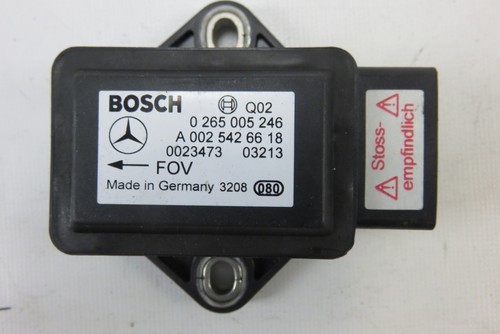 BOSCH Q02
0 265 005 246
A 002 542 66 18
0023473 03213
← FOV
Made in Germany 3208 080
Stoss-
empfindlich